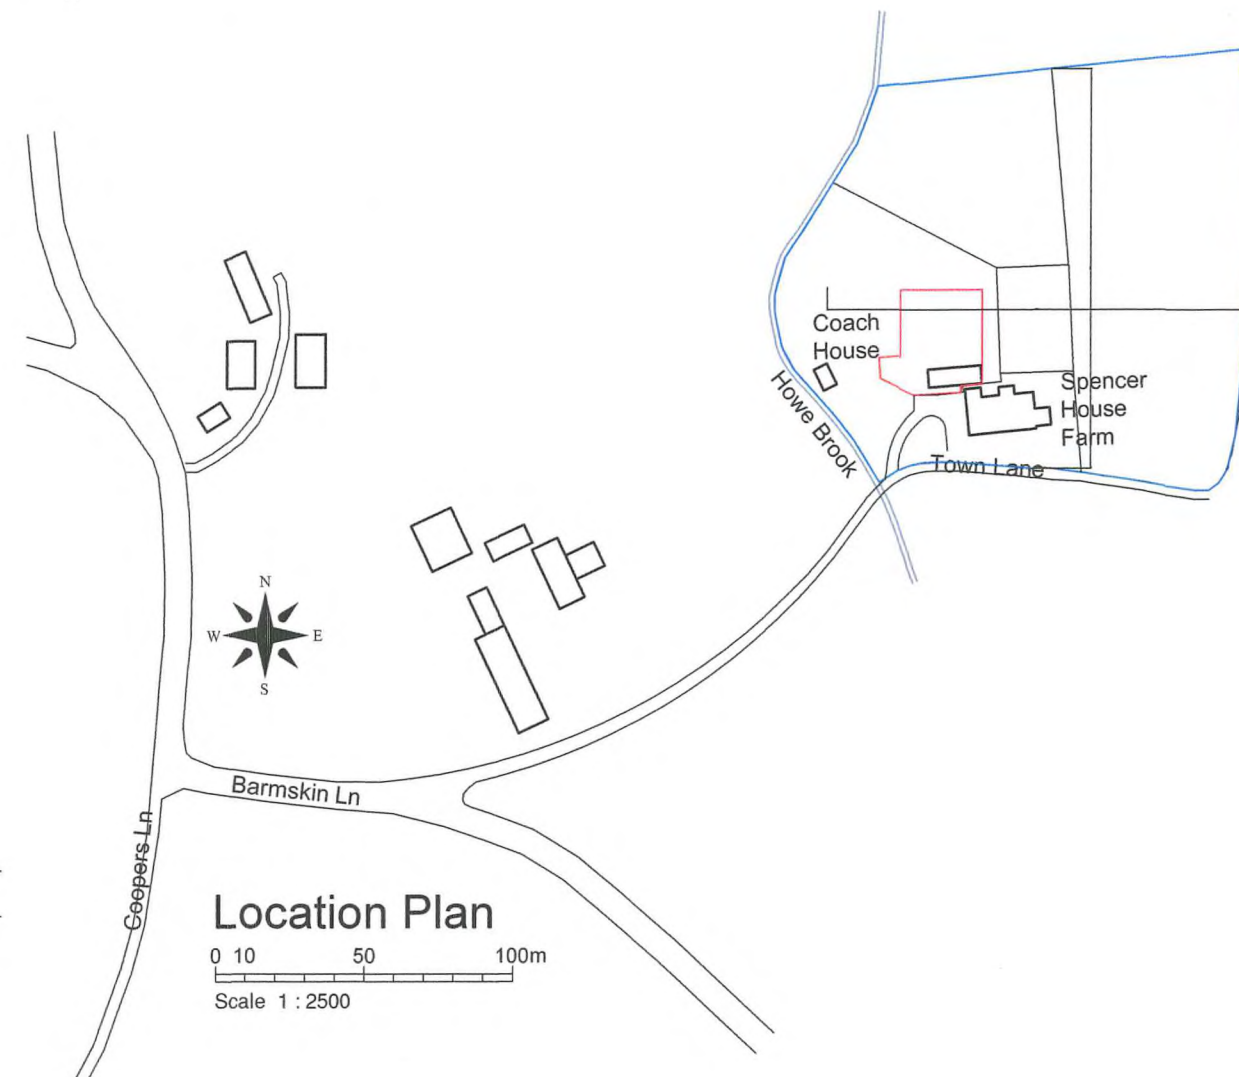 Coach
House
Spencer
House
Farm
Howe Brook
Town Lane
N
W
E
S
Barmskin Ln
Coopers Ln
Location Plan
0 10 50 100m
Scale 1 : 2500